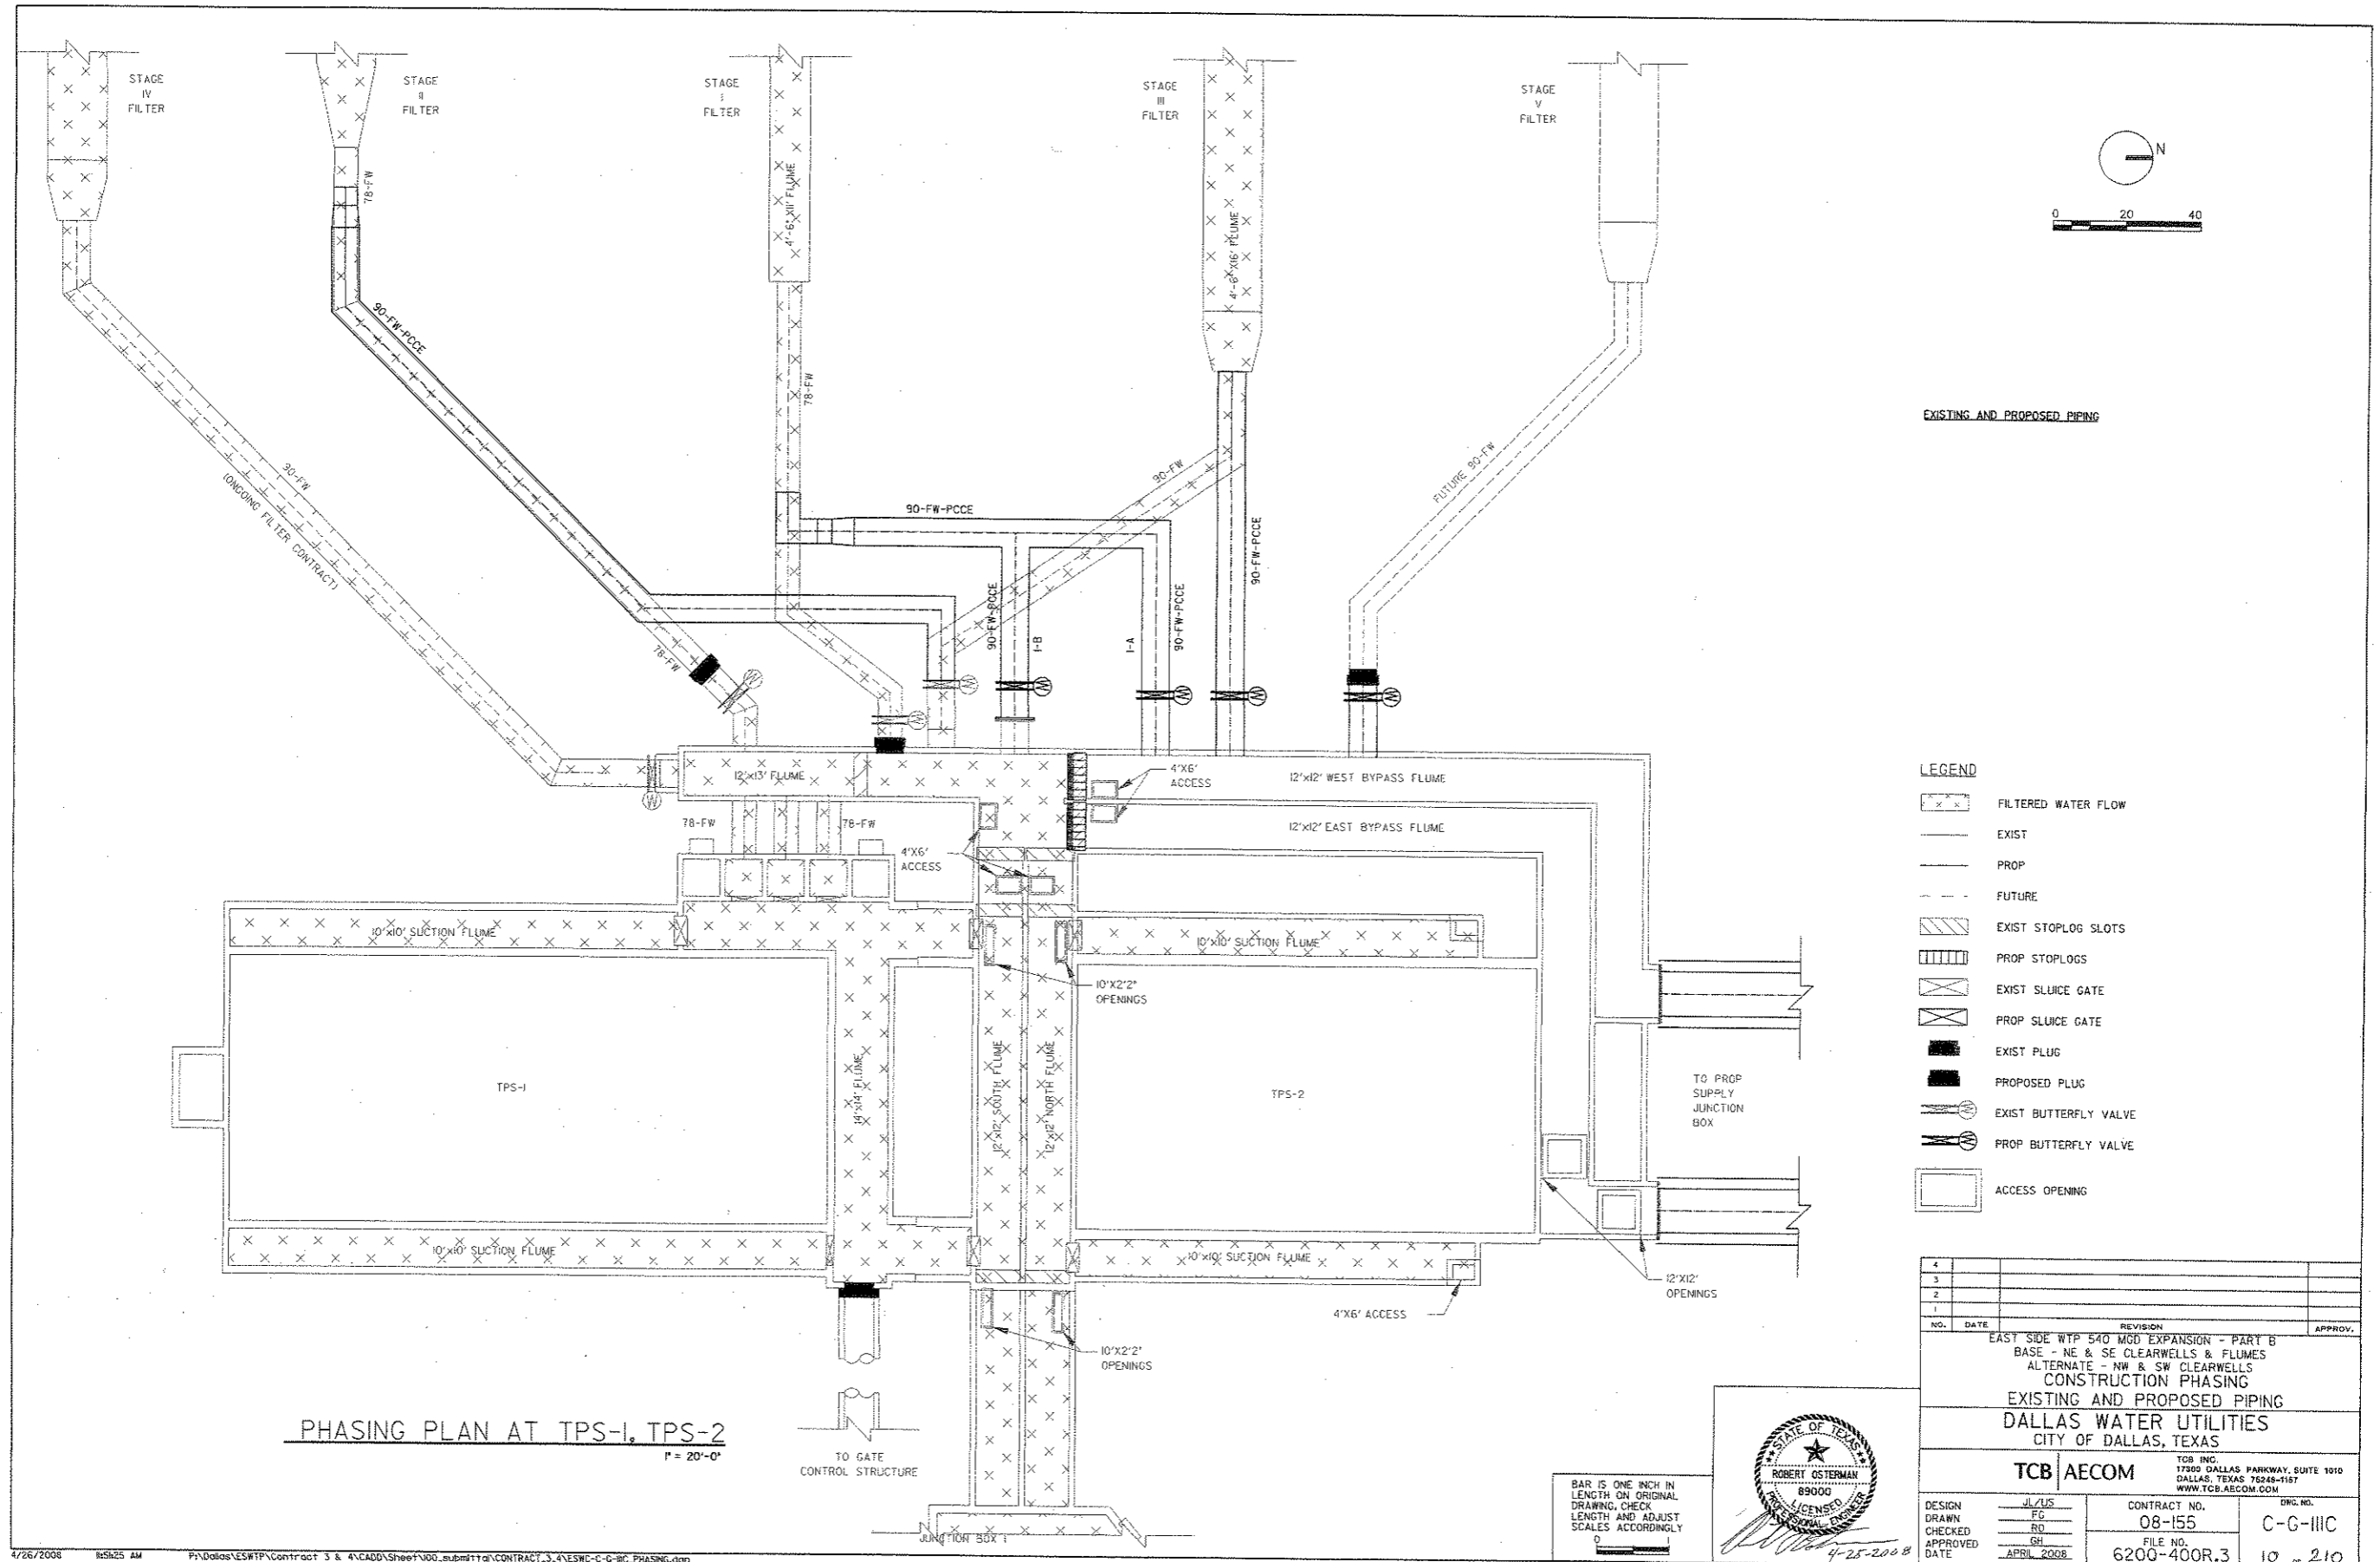 STAGE
IV
FILTER
STAGE
II
FILTER
STAGE
I
FILTER
STAGE
III
FILTER
STAGE
V
FILTER
N
0 20 40
78-FW
4'-6" X11' FLUME
4'-6" X16' FLUME
90-FW-PCCE
78-FW
EXISTING AND PROPOSED PIPING
90-FW
(ONGOING FILTER CONTRACT)
90-FW
FUTURE 90-FW
90-FW-PCCE
90-FW-PCCE
90-FW-PCCE
1-B
1-A
90-FW-PCCE
78-FW
12'x13' FLUME
4'X6'
ACCESS
12'x12' WEST BYPASS FLUME
78-FW
78-FW
12'x12' EAST BYPASS FLUME
4'X6'
ACCESS
10'x10' SUCTION FLUME
10'x10' SUCTION FLUME
10'X2'2"
OPENINGS
TPS-1
14'x14' FLUME
12'x12' SOUTH FLUME
12'x12' NORTH FLUME
TPS-2
TO PROP
SUPPLY
JUNCTION
BOX
10'x10' SUCTION FLUME
10'x10' SUCTION FLUME
12'X12'
OPENINGS
4'X6' ACCESS
10'X2'2"
OPENINGS
TO GATE
CONTROL STRUCTURE
JUNCTION BOX 1
PHASING PLAN AT TPS-1, TPS-2
1" = 20'-0"
LEGEND
FILTERED WATER FLOW
EXIST
PROP
FUTURE
EXIST STOPLOG SLOTS
PROP STOPLOGS
EXIST SLUICE GATE
PROP SLUICE GATE
EXIST PLUG
PROPOSED PLUG
EXIST BUTTERFLY VALVE
PROP BUTTERFLY VALVE
ACCESS OPENING
4
3
2
1
NO. DATE REVISION APPROV.
EAST SIDE WTP 540 MGD EXPANSION - PART B
BASE - NE & SE CLEARWELLS & FLUMES
ALTERNATE - NW & SW CLEARWELLS
CONSTRUCTION PHASING
EXISTING AND PROPOSED PIPING
DALLAS WATER UTILITIES
CITY OF DALLAS, TEXAS
TCB AECOM
TCB INC.
17300 DALLAS PARKWAY, SUITE 1010
DALLAS, TEXAS 75248-1157
WWW.TCB.AECOM.COM
DESIGN JL/US
DRAWN FG
CHECKED RO
APPROVED GH
DATE APRIL 2008
CONTRACT NO.
08-155
FILE NO.
6200-400R.3
DWG. NO.
C-G-IIIC
10 210
BAR IS ONE INCH IN
LENGTH ON ORIGINAL
DRAWING. CHECK
LENGTH AND ADJUST
SCALES ACCORDINGLY
0 1
STATE OF TEXAS
ROBERT OSTERMAN
89000
LICENSED
PROFESSIONAL ENGINEER
4-25-2008
4/26/2008 AM